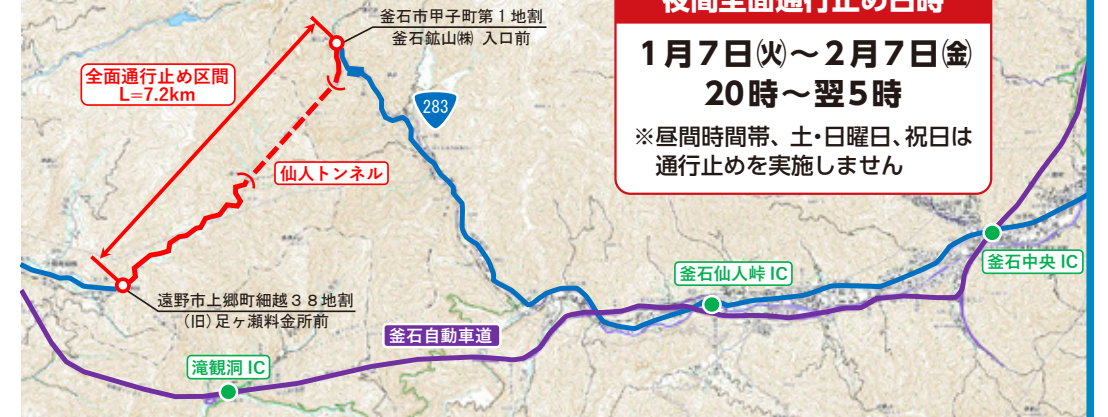 夜間全面通行止め日時
1月7日㈫～2月7日㈮
20時～翌5時
※昼間時間帯、土・日曜日、祝日は
通行止めを実施しません
釜石市甲子町第1地割
釜石鉱山㈱ 入口前
全面通行止め区間
L=7.2km
283
仙人トンネル
遠野市上郷町細越38地割
(旧)足ヶ瀬料金所前
釜石自動車道
滝観洞 IC
釜石仙人峠 IC
釜石中央 IC